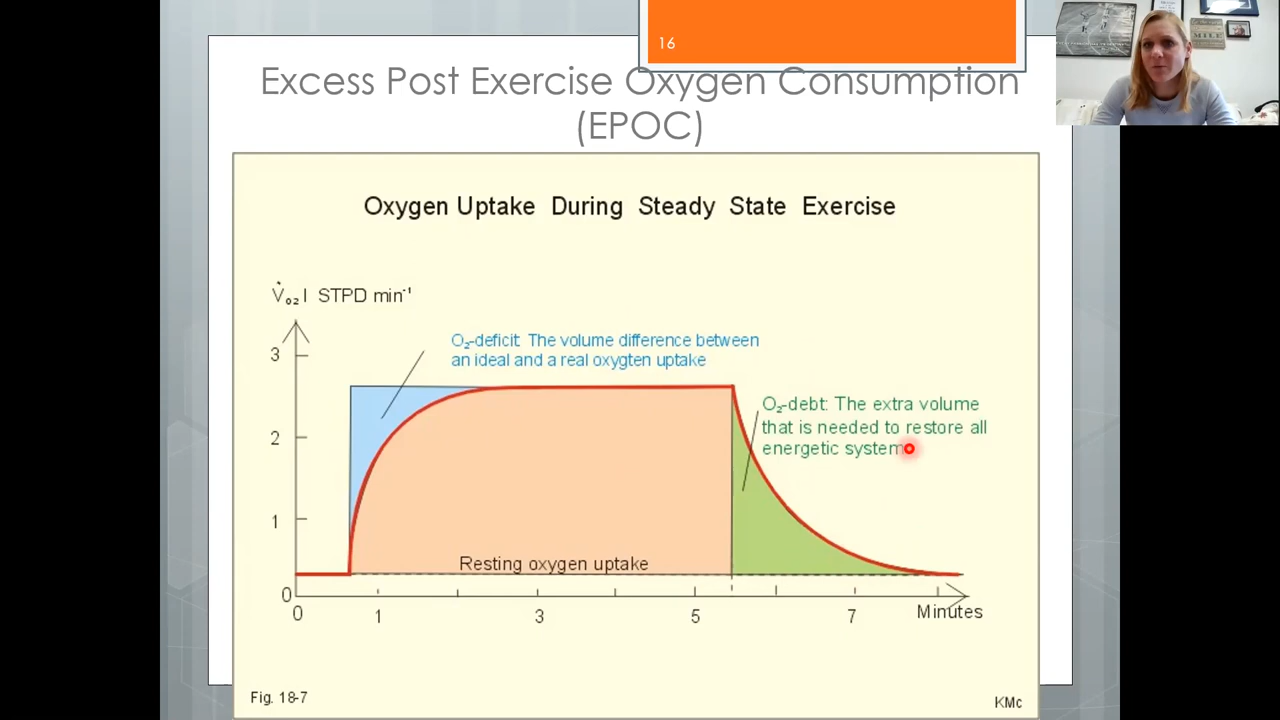 16
Excess Post Exercise Oxygen Consumption
(EPOC)
Oxygen Uptake During Steady State Exercise
V̇O₂ l STPD min⁻¹
O₂-deficit: The volume difference between
an ideal and a real oxygten uptake
O₂-debt: The extra volume
that is needed to restore all
energetic system
3
2
1
0
Resting oxygen uptake
0 1 3 5 7 Minutes
Fig. 18-7
KMc
MILE